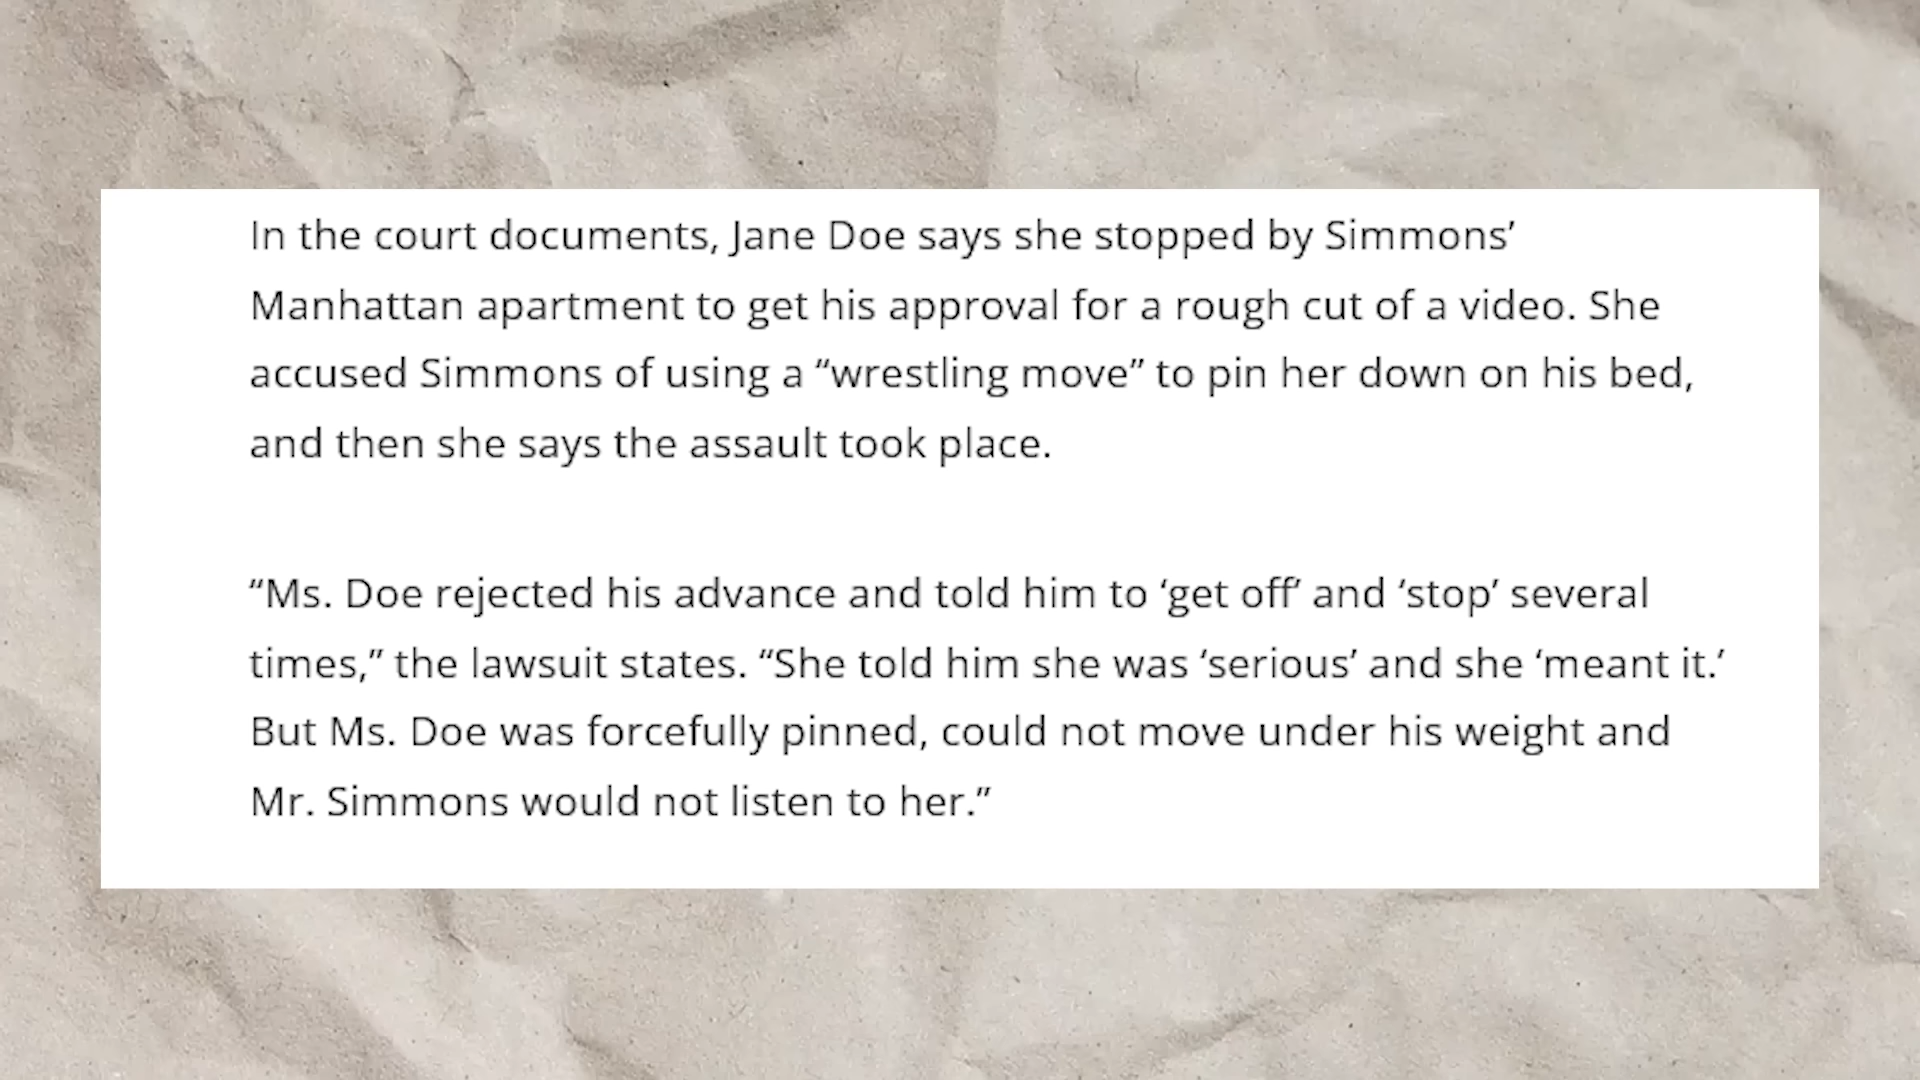 In the court documents, Jane Doe says she stopped by Simmons’
Manhattan apartment to get his approval for a rough cut of a video. She
accused Simmons of using a “wrestling move” to pin her down on his bed,
and then she says the assault took place.
“Ms. Doe rejected his advance and told him to ‘get off’ and ‘stop’ several
times,” the lawsuit states. “She told him she was ‘serious’ and she ‘meant it.’
But Ms. Doe was forcefully pinned, could not move under his weight and
Mr. Simmons would not listen to her.”